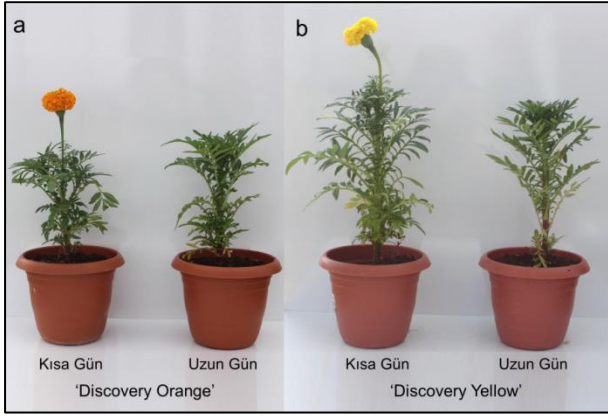 a
b
Kısa Gün
Uzun Gün
Kısa Gün
Uzun Gün
‘Discovery Orange’
‘Discovery Yellow’